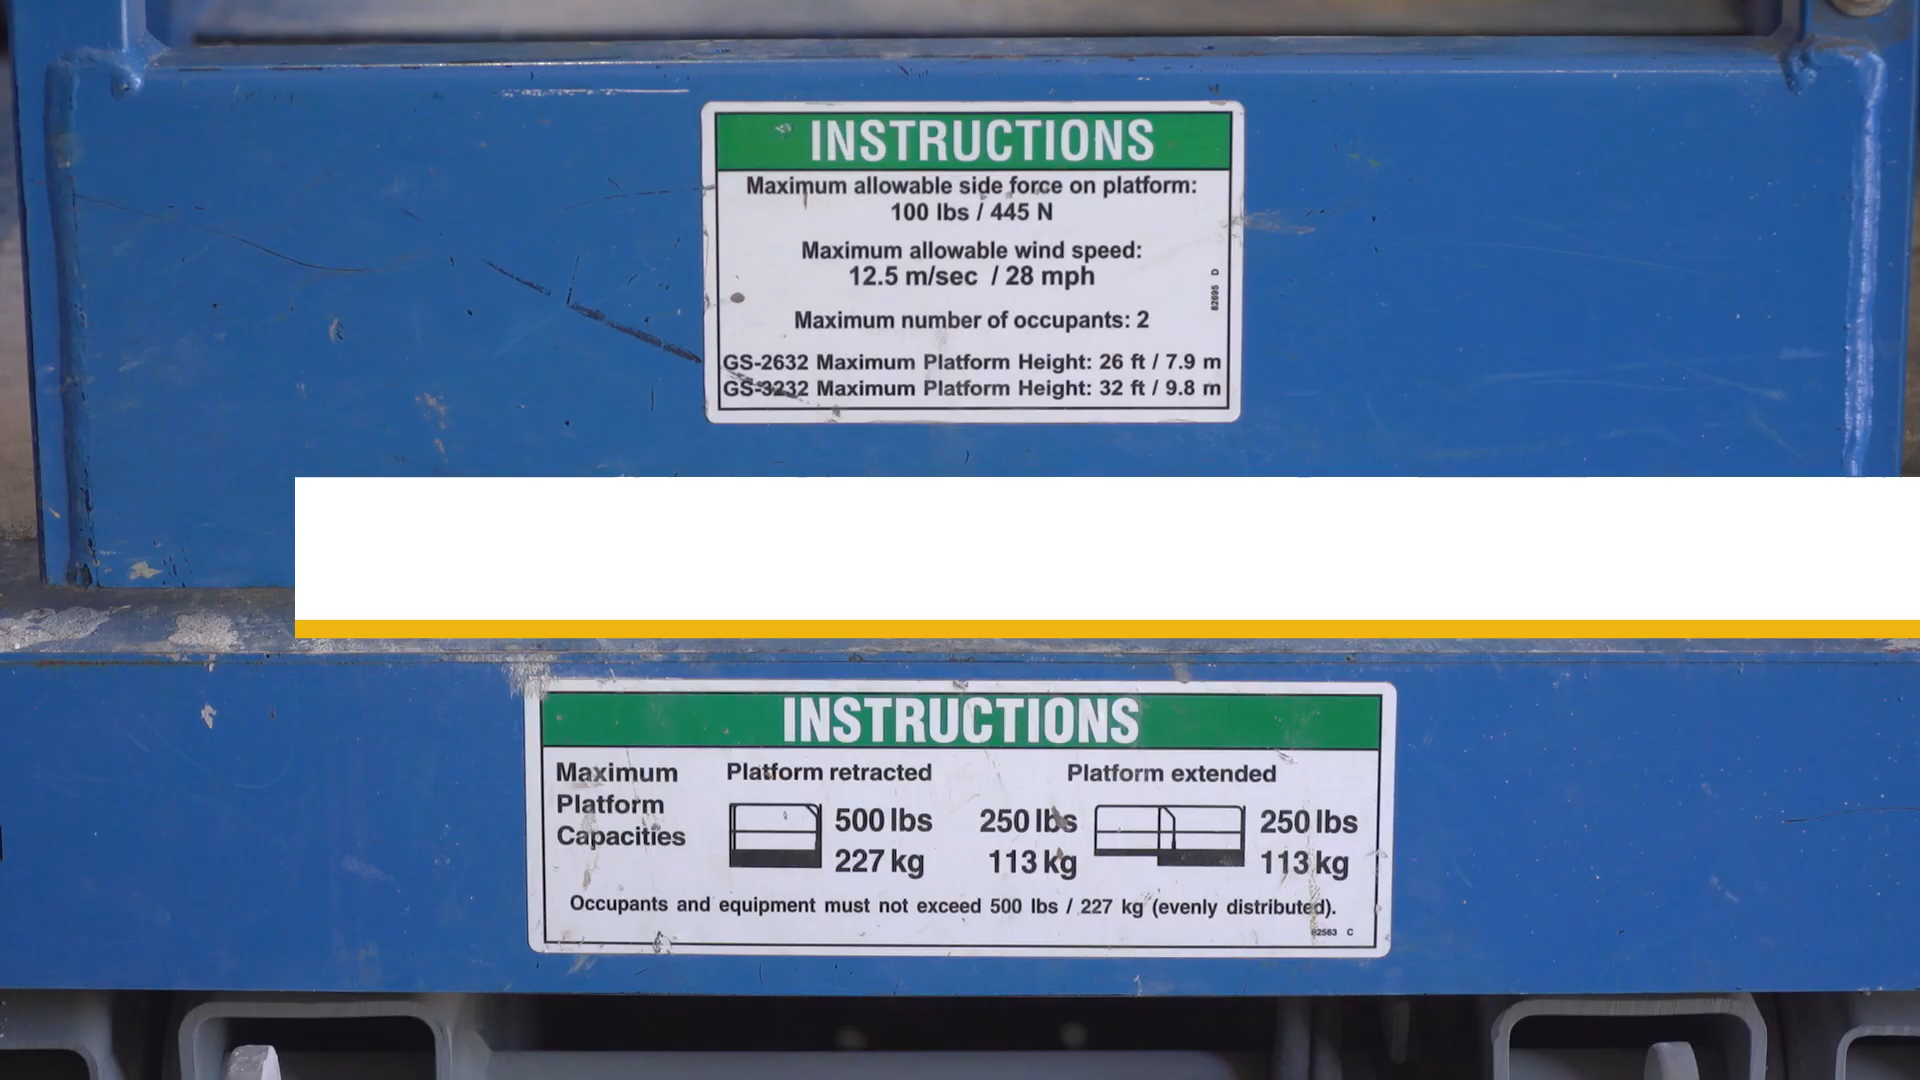 INSTRUCTIONS
Maximum allowable side force on platform:
100 lbs / 445 N
Maximum allowable wind speed:
12.5 m/sec / 28 mph
Maximum number of occupants: 2
GS-2632 Maximum Platform Height: 26 ft / 7.9 m
GS-3232 Maximum Platform Height: 32 ft / 9.8 m
82695 D
INSTRUCTIONS
Maximum Platform Capacities
Platform retracted
500 lbs
227 kg
Platform extended
250 lbs
113 kg
250 lbs
113 kg
Occupants and equipment must not exceed 500 lbs / 227 kg (evenly distributed).
82563 C